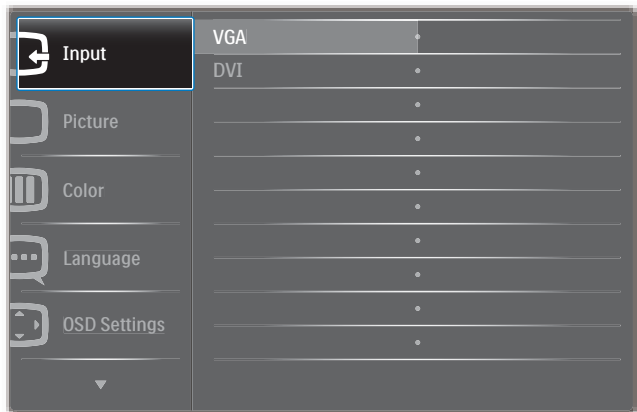 Input
Picture
Color
Language
OSD Settings
VGA
DVI